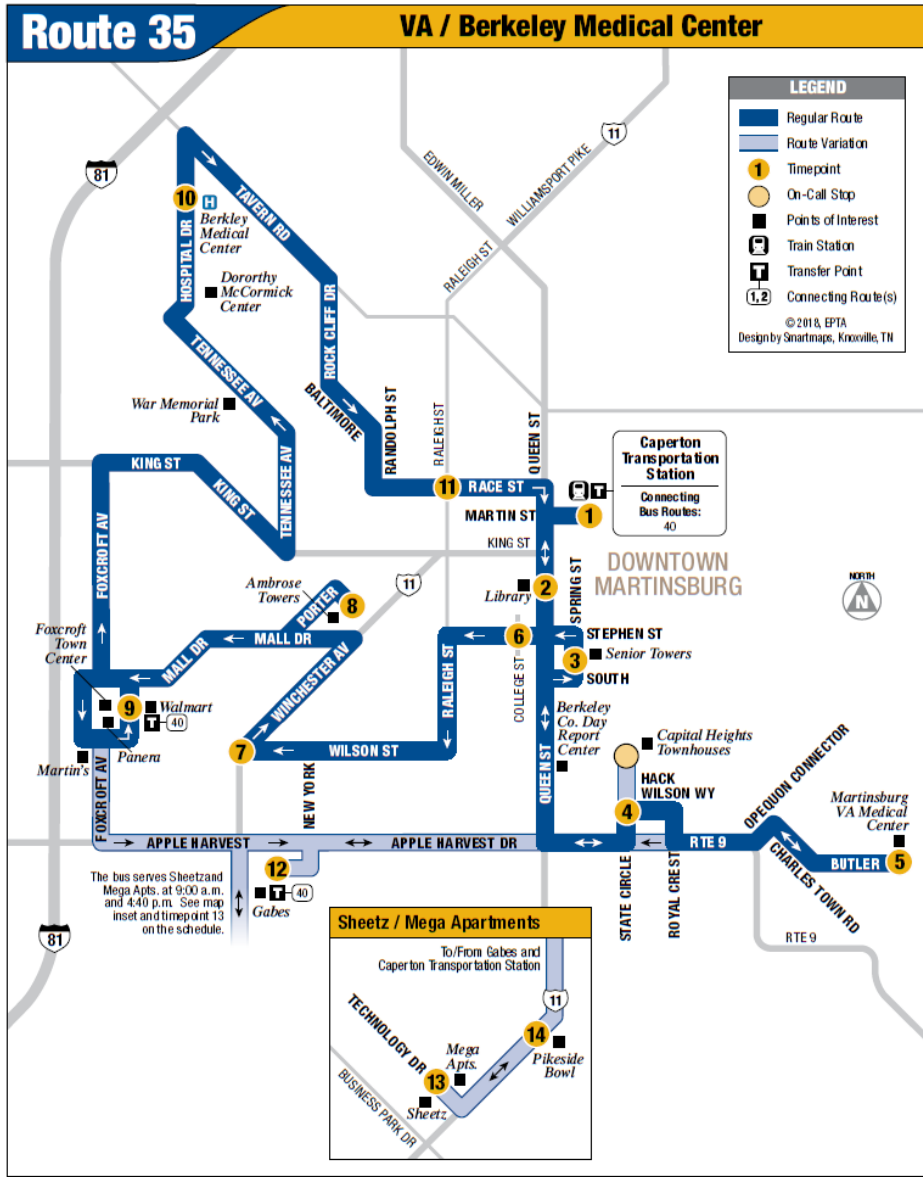 Route 35
VA / Berkeley Medical Center
LEGEND
Regular Route
Route Variation
1 Timepoint
On-Call Stop
Points of Interest
Train Station
T Transfer Point
1, 2 Connecting Route(s)
© 2018, EPTA
Design by Smartmaps, Knoxville, TN
81
11
EDWIN MILLER
WILLIAMSPORT PIKE
RALEIGH ST
10
H
Berkley
Medical
Center
HOSPITAL DR
TAVERN RD
Dororthy
McCormick
Center
ROCK CLIFF DR
TENNESSEE AV
War Memorial
Park
BALTIMORE
RANDOLPH ST
RALEIGH ST
QUEEN ST
KING ST
KING ST
TENNESSEE AV
11
RACE ST
T
Caperton
Transportation
Station
Connecting
Bus Routes:
40
MARTIN ST
1
KING ST
DOWNTOWN
MARTINSBURG
NORTH
N
FOXCROFT AV
11
Ambrose
Towers
PORTER
8
Library
2
SPRING ST
Foxcroft
Town
Center
MALL DR
MALL DR
6
STEPHEN ST
3
Senior Towers
SOUTH
COLLEGE ST
RALEIGH ST
WINCHESTER AV
9
Walmart
T 40
Panera
Martin's
7
WILSON ST
Berkeley
Co. Day
Report
Center
QUEEN ST
Capital Heights
Townhouses
HACK
WILSON WY
4
OPEQUON CONNECTOR
Martinsburg
VA Medical
Center
FOXCROFT AV
NEW YORK
APPLE HARVEST
APPLE HARVEST DR
RTE 9
BUTLER
5
STATE CIRCLE
ROYAL CREST
CHARLES TOWN RD
RTE 9
12
Gabes
T 40
The bus serves Sheetzand
Mega Apts. at 9:00 a.m.
and 4:40 p.m. See map
inset and timepoint 13
on the schedule.
81
Sheetz / Mega Apartments
To/From Gabes and
Caperton Transportation Station
11
TECHNOLOGY DR
14
Pikeside
Bowl
Mega
Apts.
13
Sheetz
BUSINESS PARK DR